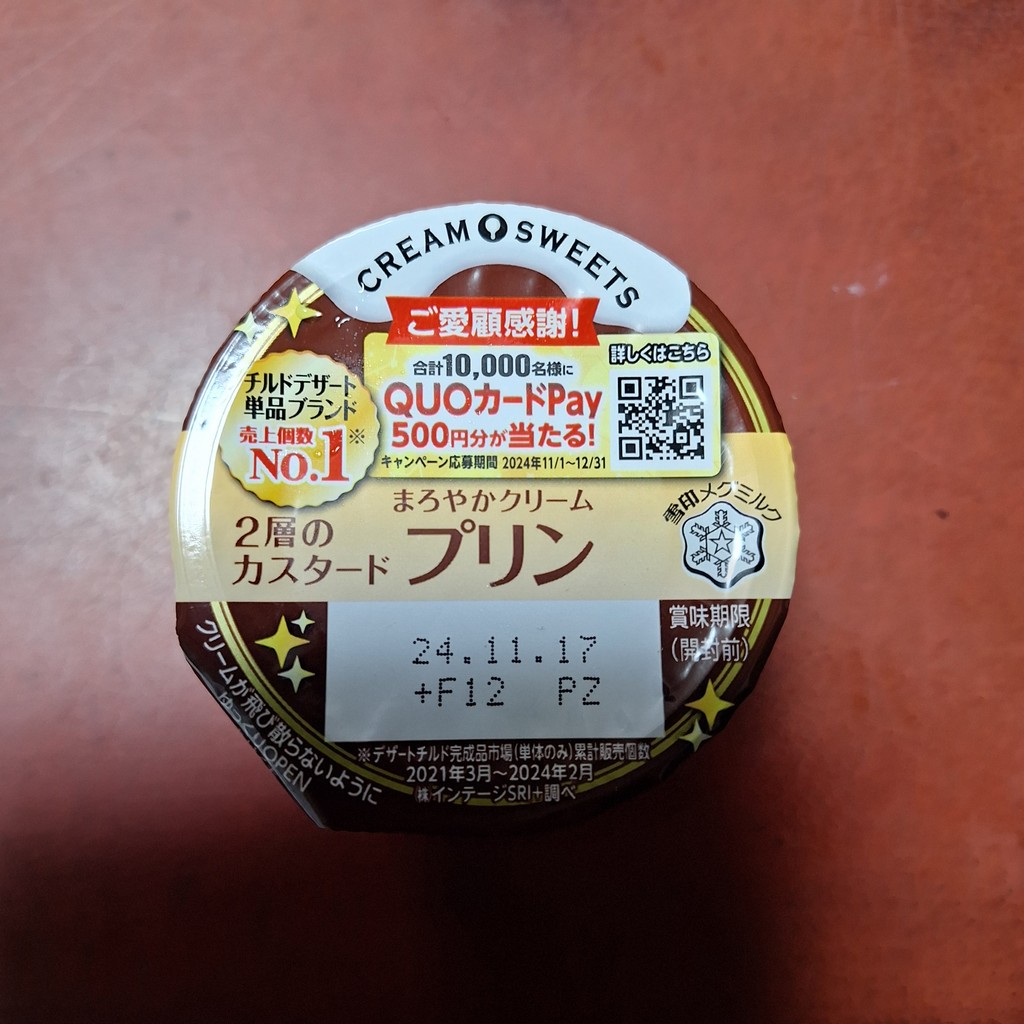 CREAM SWEETS
ご愛顧感謝!
合計10,000名様に
QUOカードPay
500円分が当たる!
キャンペーン応募期間 2024年11/1~12/31
詳しくはこちら
チルドデザート
単品ブランド
売上個数※
No.1
まろやかクリーム
2層の
カスタード
プリン
雪印メグミルク
賞味期限
(開封前)
24.11.17
+F12 PZ
クリームが飛び散らないように
ゆっくりOPEN
※デザートチルド完成品市場(単体のみ)累計販売個数
2021年3月~2024年2月
㈱インテージSRI+調べ